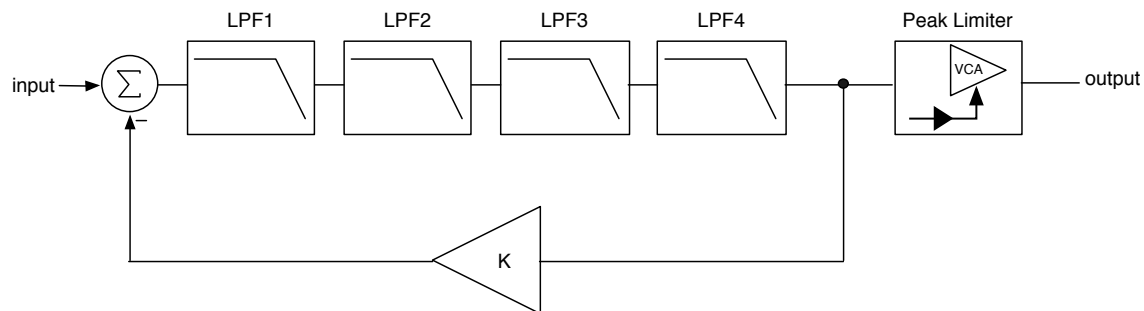 LPF1 LPF2 LPF3 LPF4 Peak Limiter
input Σ VCA output
–
K